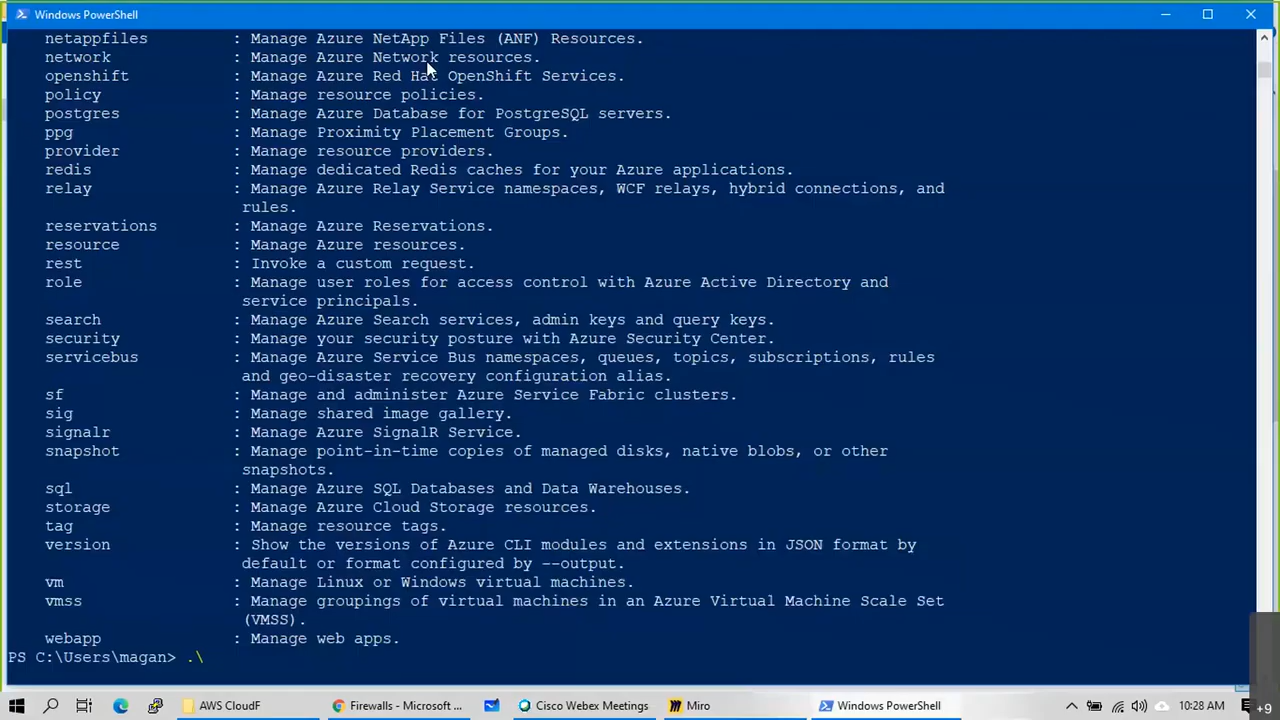 Windows PowerShell
netappfiles : Manage Azure NetApp Files (ANF) Resources.
network : Manage Azure Network resources.
openshift : Manage Azure Red Hat OpenShift Services.
policy : Manage resource policies.
postgres : Manage Azure Database for PostgreSQL servers.
ppg : Manage Proximity Placement Groups.
provider : Manage resource providers.
redis : Manage dedicated Redis caches for your Azure applications.
relay : Manage Azure Relay Service namespaces, WCF relays, hybrid connections, and
rules.
reservations : Manage Azure Reservations.
resource : Manage Azure resources.
rest : Invoke a custom request.
role : Manage user roles for access control with Azure Active Directory and
service principals.
search : Manage Azure Search services, admin keys and query keys.
security : Manage your security posture with Azure Security Center.
servicebus : Manage Azure Service Bus namespaces, queues, topics, subscriptions, rules
and geo-disaster recovery configuration alias.
sf : Manage and administer Azure Service Fabric clusters.
sig : Manage shared image gallery.
signalr : Manage Azure SignalR Service.
snapshot : Manage point-in-time copies of managed disks, native blobs, or other
snapshots.
sql : Manage Azure SQL Databases and Data Warehouses.
storage : Manage Azure Cloud Storage resources.
tag : Manage resource tags.
version : Show the versions of Azure CLI modules and extensions in JSON format by
default or format configured by --output.
vm : Manage Linux or Windows virtual machines.
vmss : Manage groupings of virtual machines in an Azure Virtual Machine Scale Set
(VMSS).
webapp : Manage web apps.
PS C:\Users\magan> .\
AWS CloudF Firewalls - Microsoft ... Cisco Webex Meetings Miro Windows PowerShell 10:28 AM +9